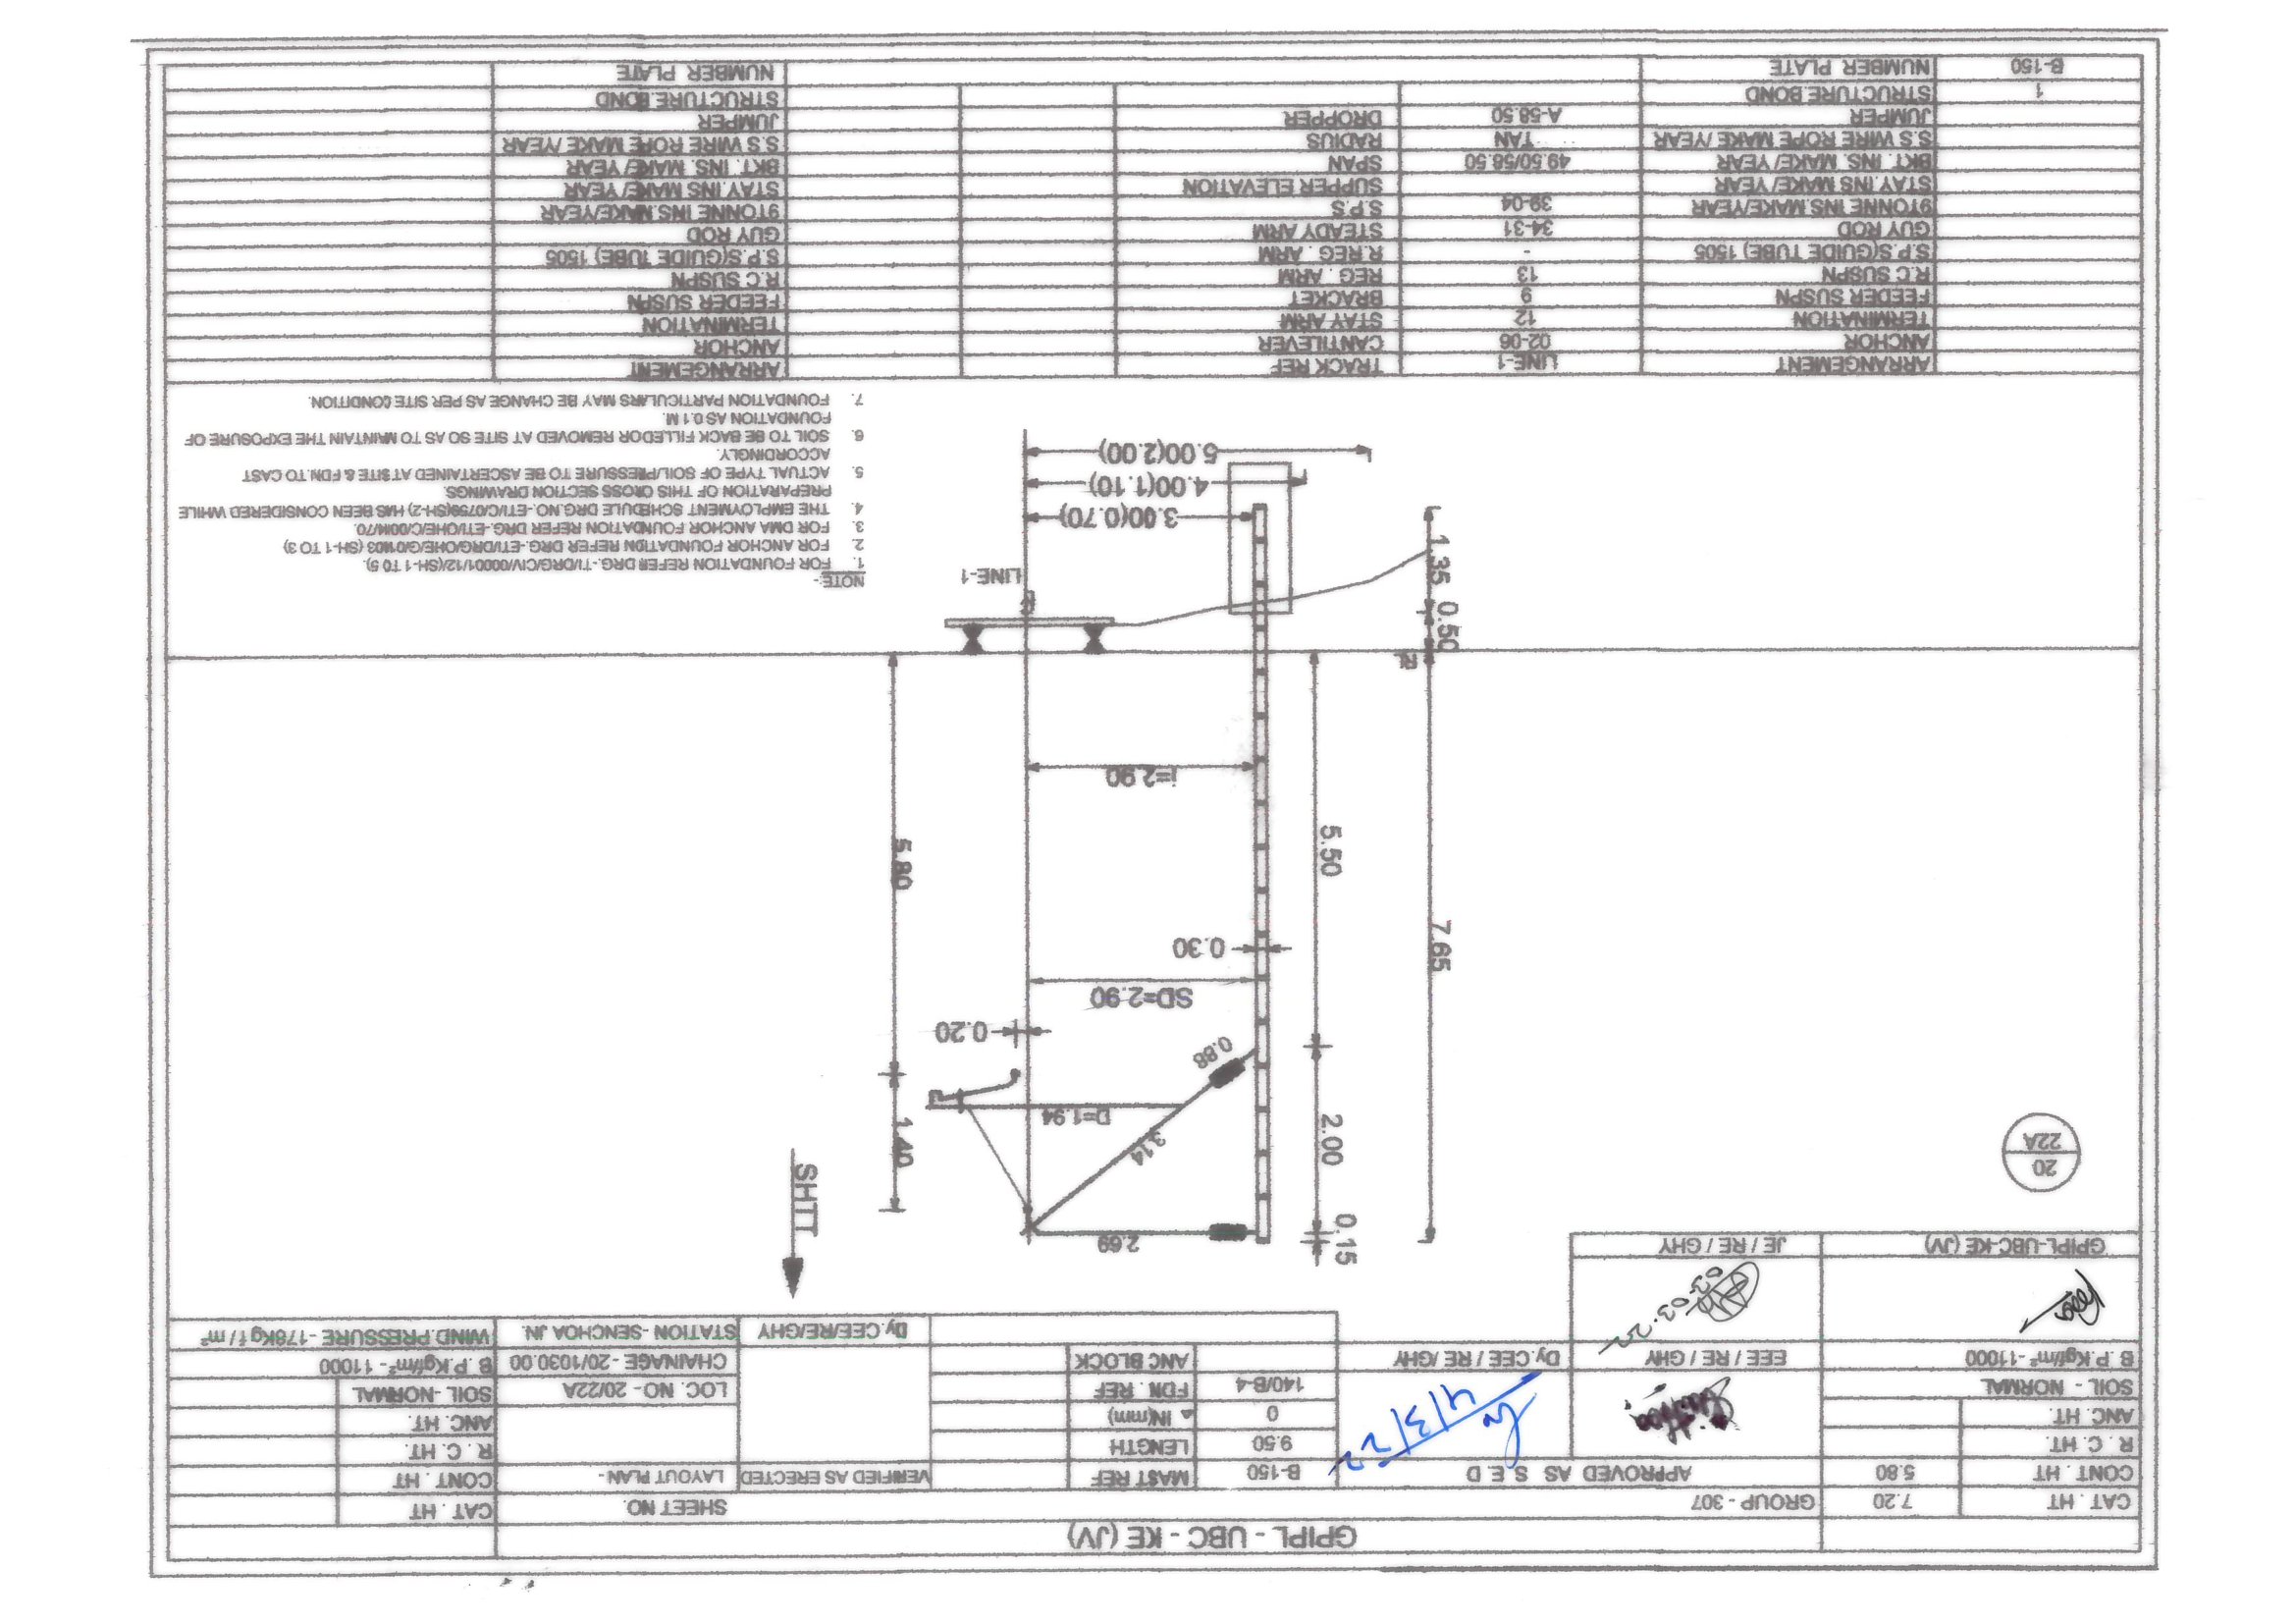 GPIPL - UBC - KE (JV)
CAT . HT 7.20 GROUP - 307 SHEET NO. CAT . HT
CONT . HT 5.80 APPROVED AS S.E.D B-150 MAST REF VERIFIED AS ERECTED LAYOUT PLAN - CONT . HT
R . C. HT. 9.50 LENGTH R . C. HT.
ANC. HT. 0 ▵ IN(mm) ANC. HT.
SOIL - NORMAL 140/B-4 FDN . REF LOC. NO- 20/22A SOIL -NORMAL
B .P.Kgf/m² -11000 EEE / RE / GHY Dy.CEE / RE /GHY ANC BLOCK CHAINAGE -20/1030.00 B .P.Kgf/m²- 11000
4/3/22
Dy.CEE/RE/GHY STATION -SENCHOA JN. WIND.PRESSURE -178Kg f / m²
03-03-22
GPIPL-UBC-KE (JV) JE / RE / GHY
SHTT
20
22A
0.15
2.69
2.00
3.14
1.40
D=1.94
0.88
0.20
SD=2.90
0.30
7.65
5.50
5.80
i=2.90
RL
0.50
1.35
LINE-1
3.00(0.70)
4.00(1.10)
5.00(2.00)
NOTE:-
1. FOR FOUNDATION REFER DRG.-TI/DRG/CIV/00001/12/(SH-1 TO 5).
2. FOR ANCHOR FOUNDATION REFER DRG.-ETI/DRG/OHE/G/01403 (SH-1 TO 3)
3. FOR DMA ANCHOR FOUNDATION REFER DRG.-ETI/OHE/C/00M/70.
4. THE EMPLOYMENT SCHEDULE DRG.NO.-ETI/C/0759(SH-2) HAS BEEN CONSIDERED WHILE
PREPARATION OF THIS CROSS SECTION DRAWINGS.
5. ACTUAL TYPE OF SOIL/PRESSURE TO BE ASCERTAINED AT SITE & FDN.TO CAST
ACCORDINGLY.
6. SOIL TO BE BACK FILLEDOR REMOVED AT SITE SO AS TO MAINTAIN THE EXPOSURE OF
FOUNDATION AS 0.1 M.
7. FOUNDATION PARTICULARS MAY BE CHANGE AS PER SITE CONDITION.
ARRANGEMENT LINE-1 TRACK REF ARRANGEMENT
ANCHOR 02-06 CANTILEVER ANCHOR
TERMINATION 12 STAY ARM TERMINATION
FEEDER SUSPN 9 BRACKET FEEDER SUSPN
R.C SUSPN 13 REG . ARM R.C SUSPN
S.P.S(GUIDE TUBE) 1505 - R.REG . ARM S.P.S(GUIDE TUBE) 1505
GUY ROD 34-31 STEADY ARM GUY ROD
9TONNE INS.MAKE/YEAR 39-04 S.P.S 9TONNE INS.MAKE/YEAR
STAY.INS MAKE/ YEAR SUPPER ELEVATION STAY.INS MAKE/ YEAR
BKT. INS. MAKE/ YEAR 49.50/58.50 SPAN BKT. INS. MAKE/ YEAR
S.S WIRE ROPE MAKE /YEAR TAN RADIUS S.S WIRE ROPE MAKE /YEAR
JUMPER A-58.50 DROPPER JUMPER
1 STRUCTURE.BOND STRUCTURE.BOND
B-150 NUMBER PLATE NUMBER PLATE